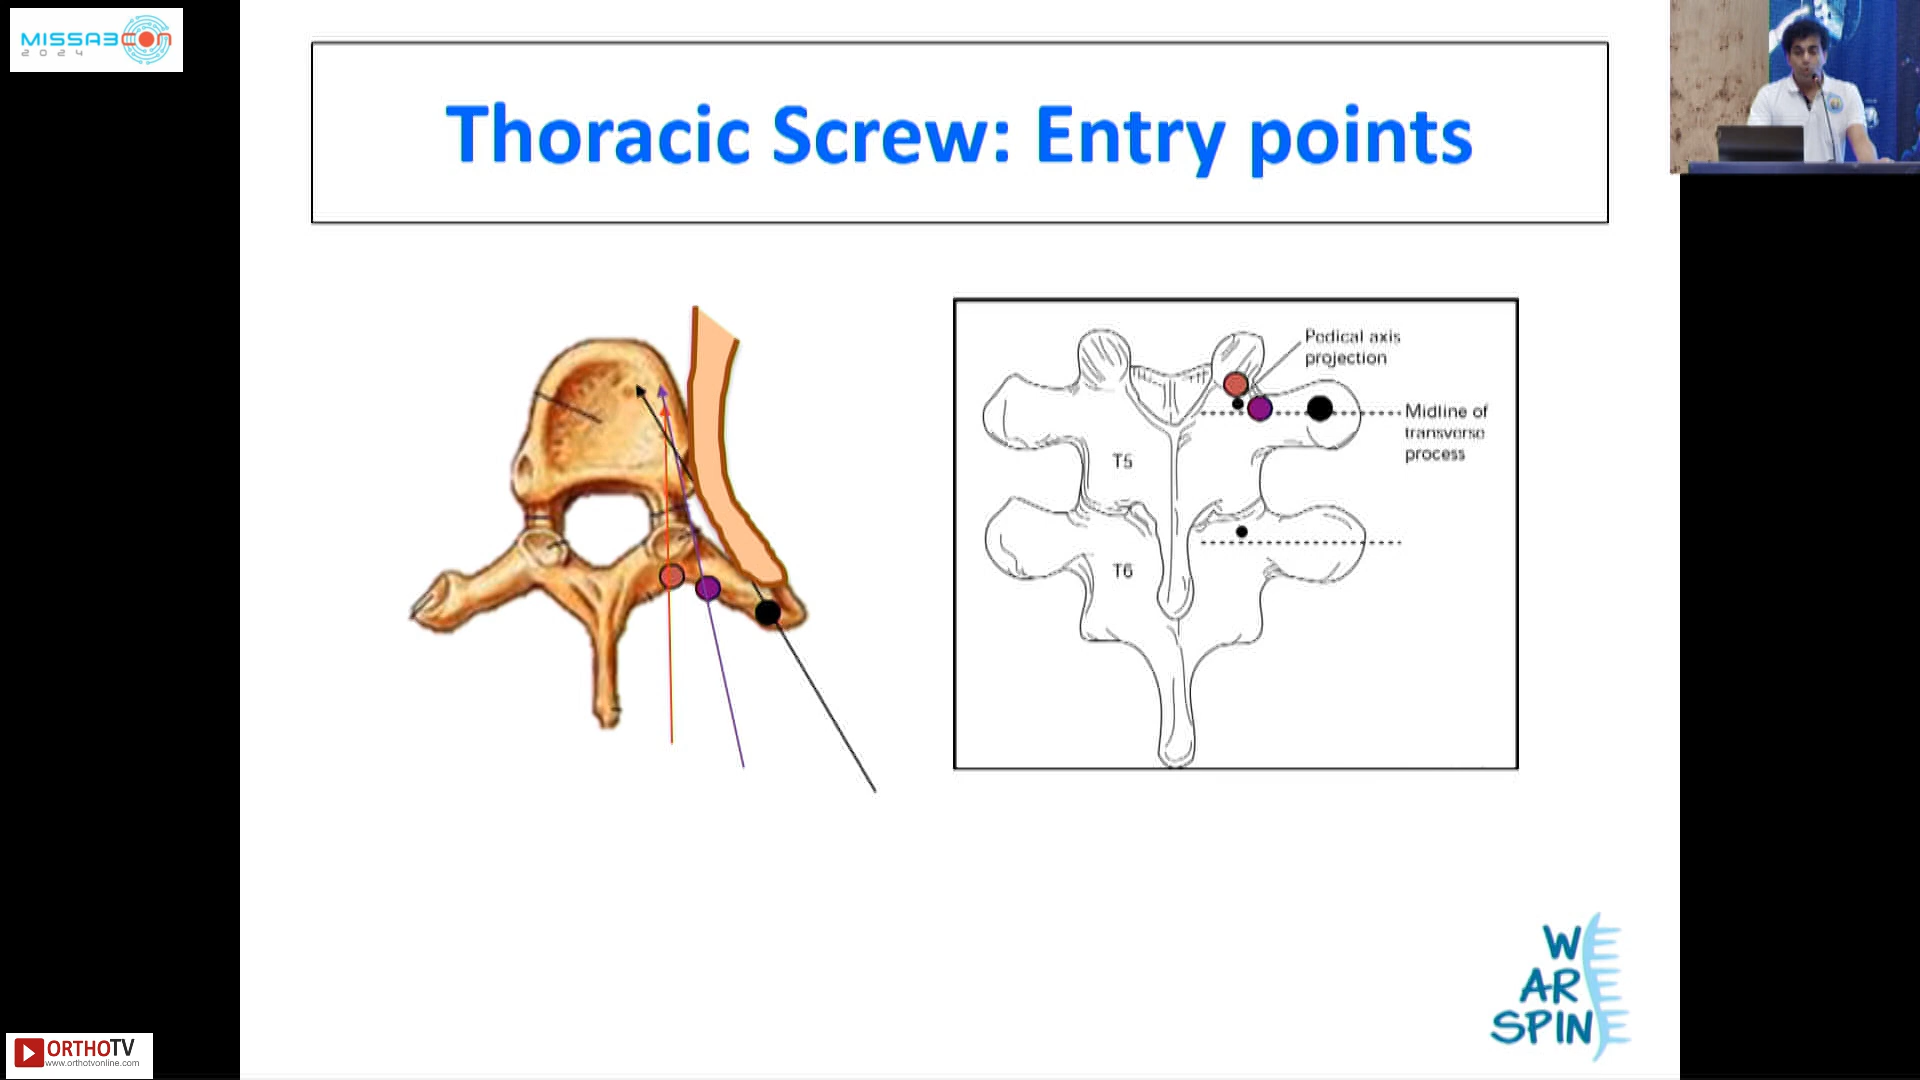 MISSABCON
2024
Thoracic Screw: Entry points
Pedical axis
projection
Midline of
transverse
process
T5
T6
WE
ARE
SPINE
ORTHOTV
www.orthotvonline.com